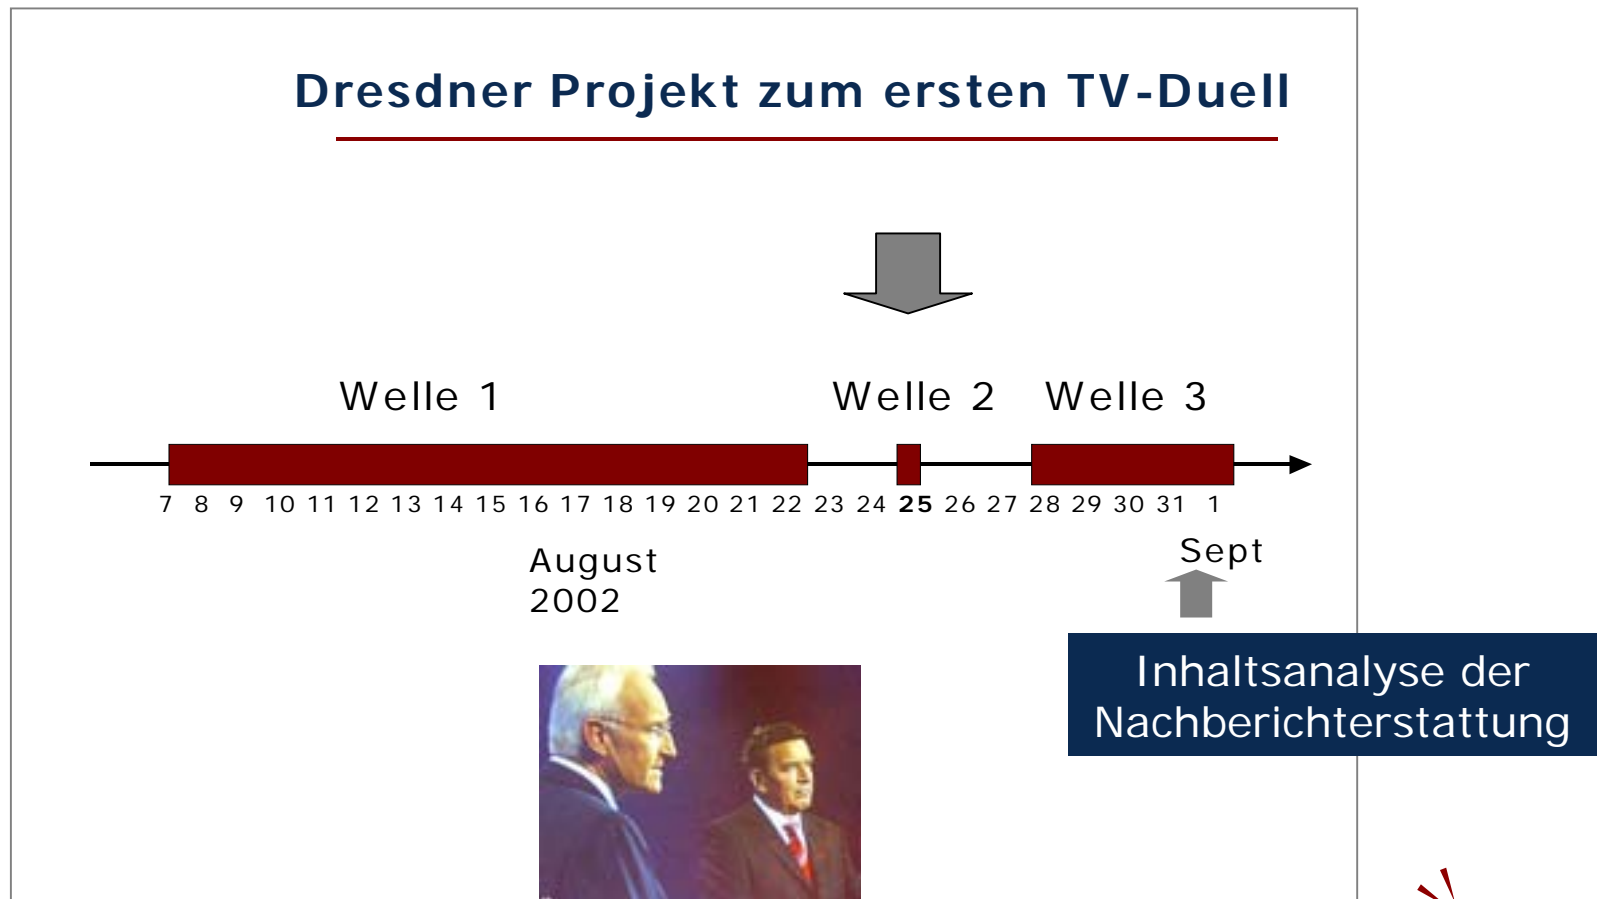 Dresdner Projekt zum ersten TV-Duell
Welle 1 Welle 2 Welle 3
7 8 9 10 11 12 13 14 15 16 17 18 19 20 21 22 23 24 25 26 27 28 29 30 31 1
August
2002
Sept
Inhaltsanalyse der
Nachberichterstattung